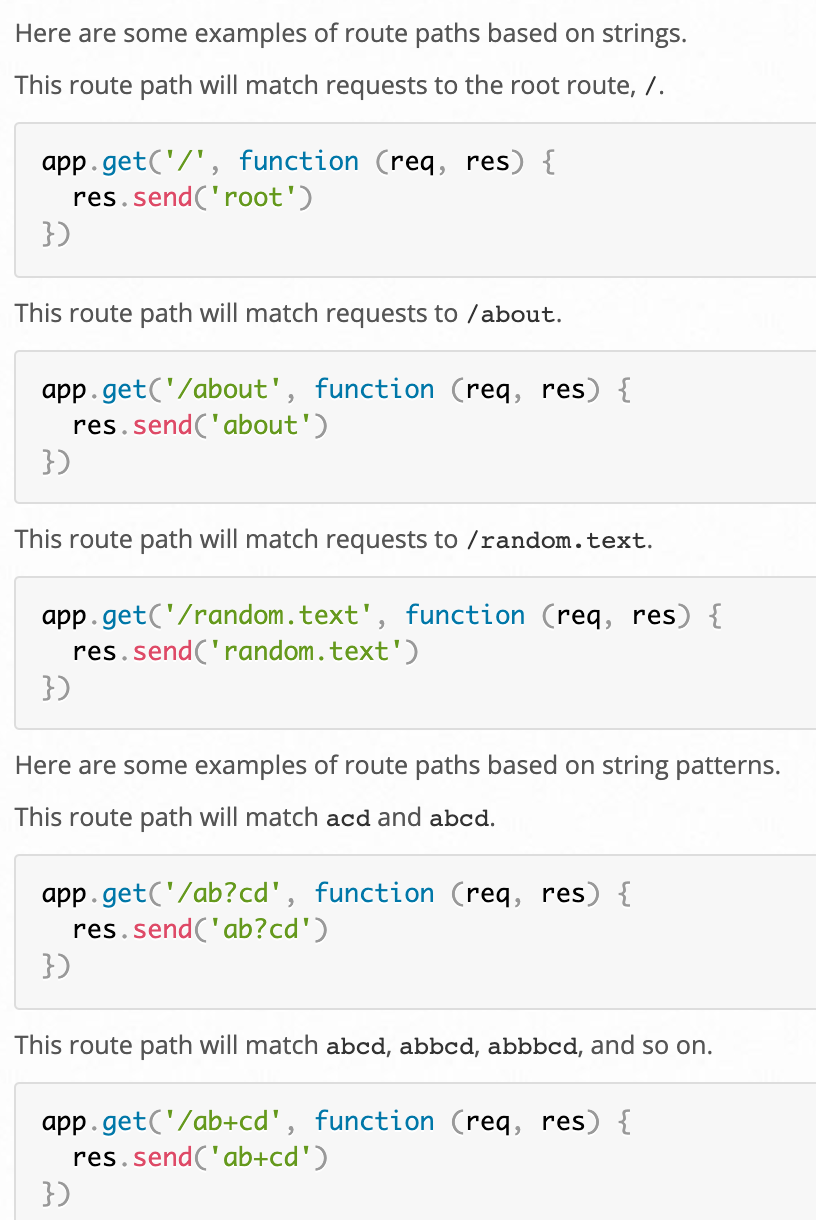 Here are some examples of route paths based on strings.
This route path will match requests to the root route, /.
app.get('/', function (req, res) {
  res.send('root')
})
This route path will match requests to /about.
app.get('/about', function (req, res) {
  res.send('about')
})
This route path will match requests to /random.text.
app.get('/random.text', function (req, res) {
  res.send('random.text')
})
Here are some examples of route paths based on string patterns.
This route path will match acd and abcd.
app.get('/ab?cd', function (req, res) {
  res.send('ab?cd')
})
This route path will match abcd, abbcd, abbbcd, and so on.
app.get('/ab+cd', function (req, res) {
  res.send('ab+cd')
})